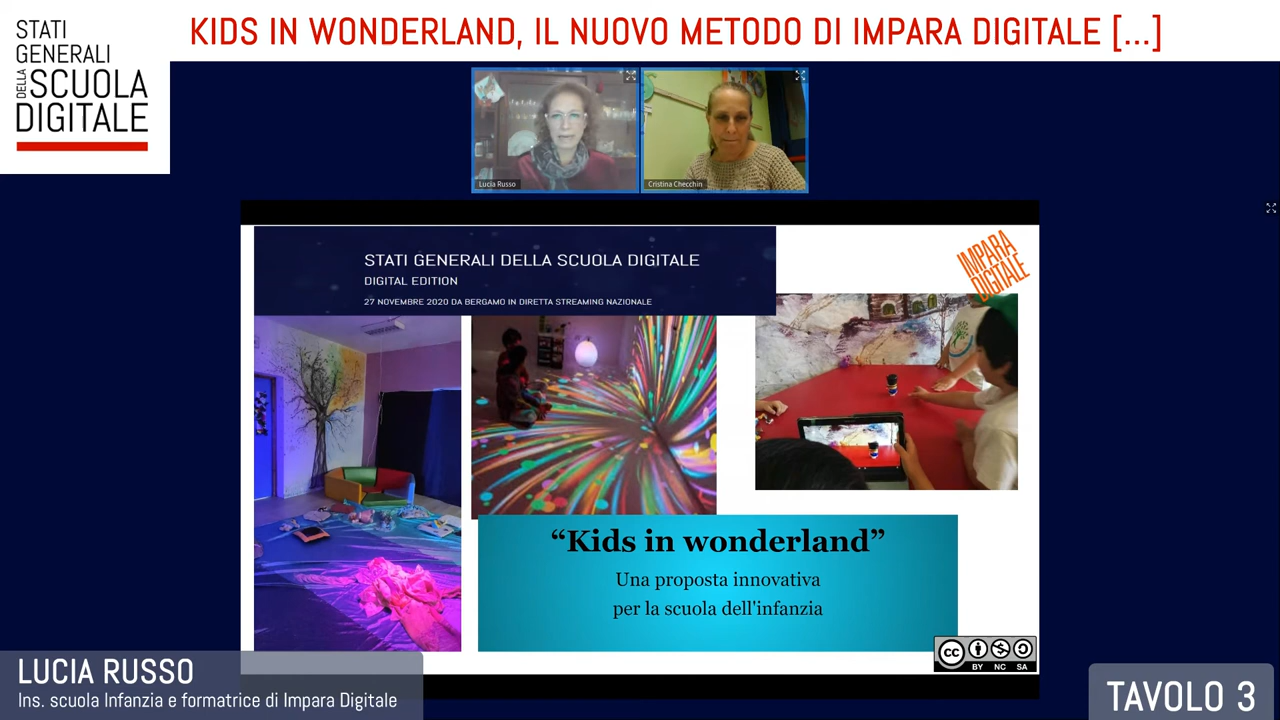 STATI
GENERALI
DELLA SCUOLA
DIGITALE
KIDS IN WONDERLAND, IL NUOVO METODO DI IMPARA DIGITALE [...]
Lucia Russo
Cristina Checchin
STATI GENERALI DELLA SCUOLA DIGITALE
DIGITAL EDITION
27 NOVEMBRE 2020 DA BERGAMO IN DIRETTA STREAMING NAZIONALE
IMPARA
DIGITALE
“Kids in wonderland”
Una proposta innovativa
per la scuola dell'infanzia
cc
BY NC SA
LUCIA RUSSO
Ins. scuola Infanzia e formatrice di Impara Digitale
TAVOLO 3